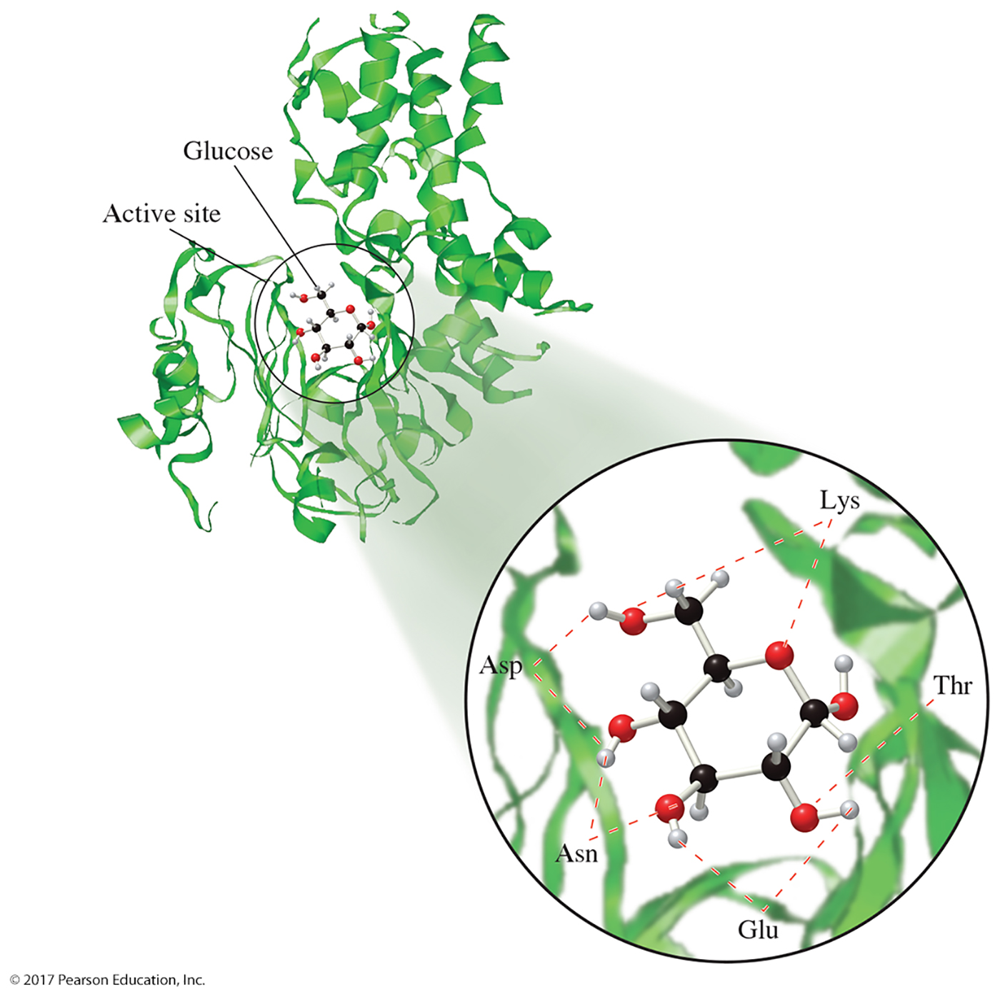 Glucose
Active site
Lys
Asp
Thr
Asn
Glu
© 2017 Pearson Education, Inc.